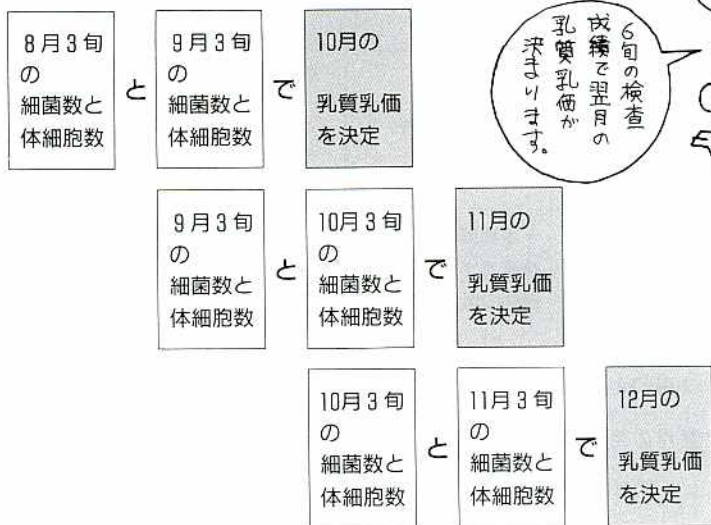 8月3旬
の
細菌数と
体細胞数
と
9月3旬
の
細菌数と
体細胞数
で
10月の
乳質乳価
を決定
6旬の検査
成績で翌月の
乳質乳価が
決まります。
9月3旬
の
細菌数と
体細胞数
と
10月3旬
の
細菌数と
体細胞数
で
11月の
乳質乳価
を決定
10月3旬
の
細菌数と
体細胞数
と
11月3旬
の
細菌数と
体細胞数
で
12月の
乳質乳価
を決定